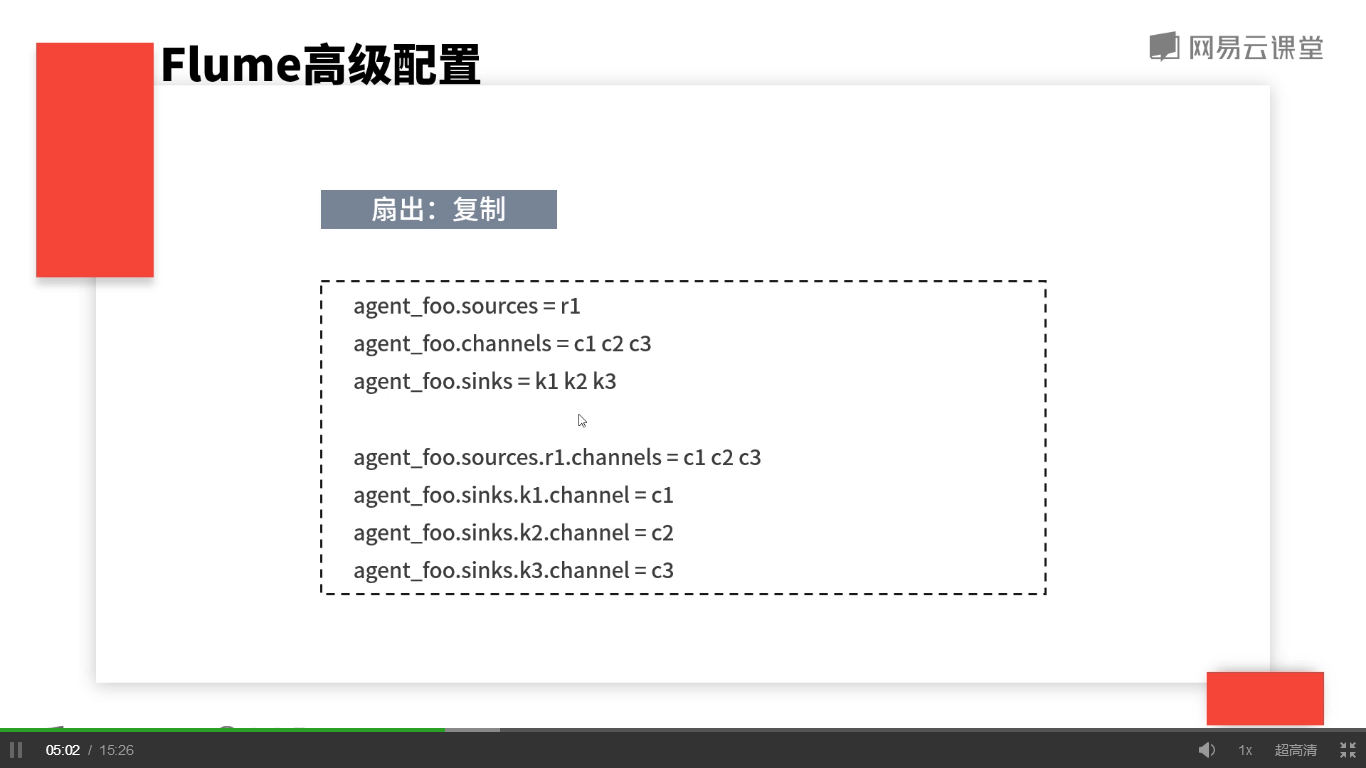 Flume高级配置
网易云课堂
扇出：复制
agent_foo.sources = r1
agent_foo.channels = c1 c2 c3
agent_foo.sinks = k1 k2 k3
agent_foo.sources.r1.channels = c1 c2 c3
agent_foo.sinks.k1.channel = c1
agent_foo.sinks.k2.channel = c2
agent_foo.sinks.k3.channel = c3
05:02 / 15:26
1x
超高清